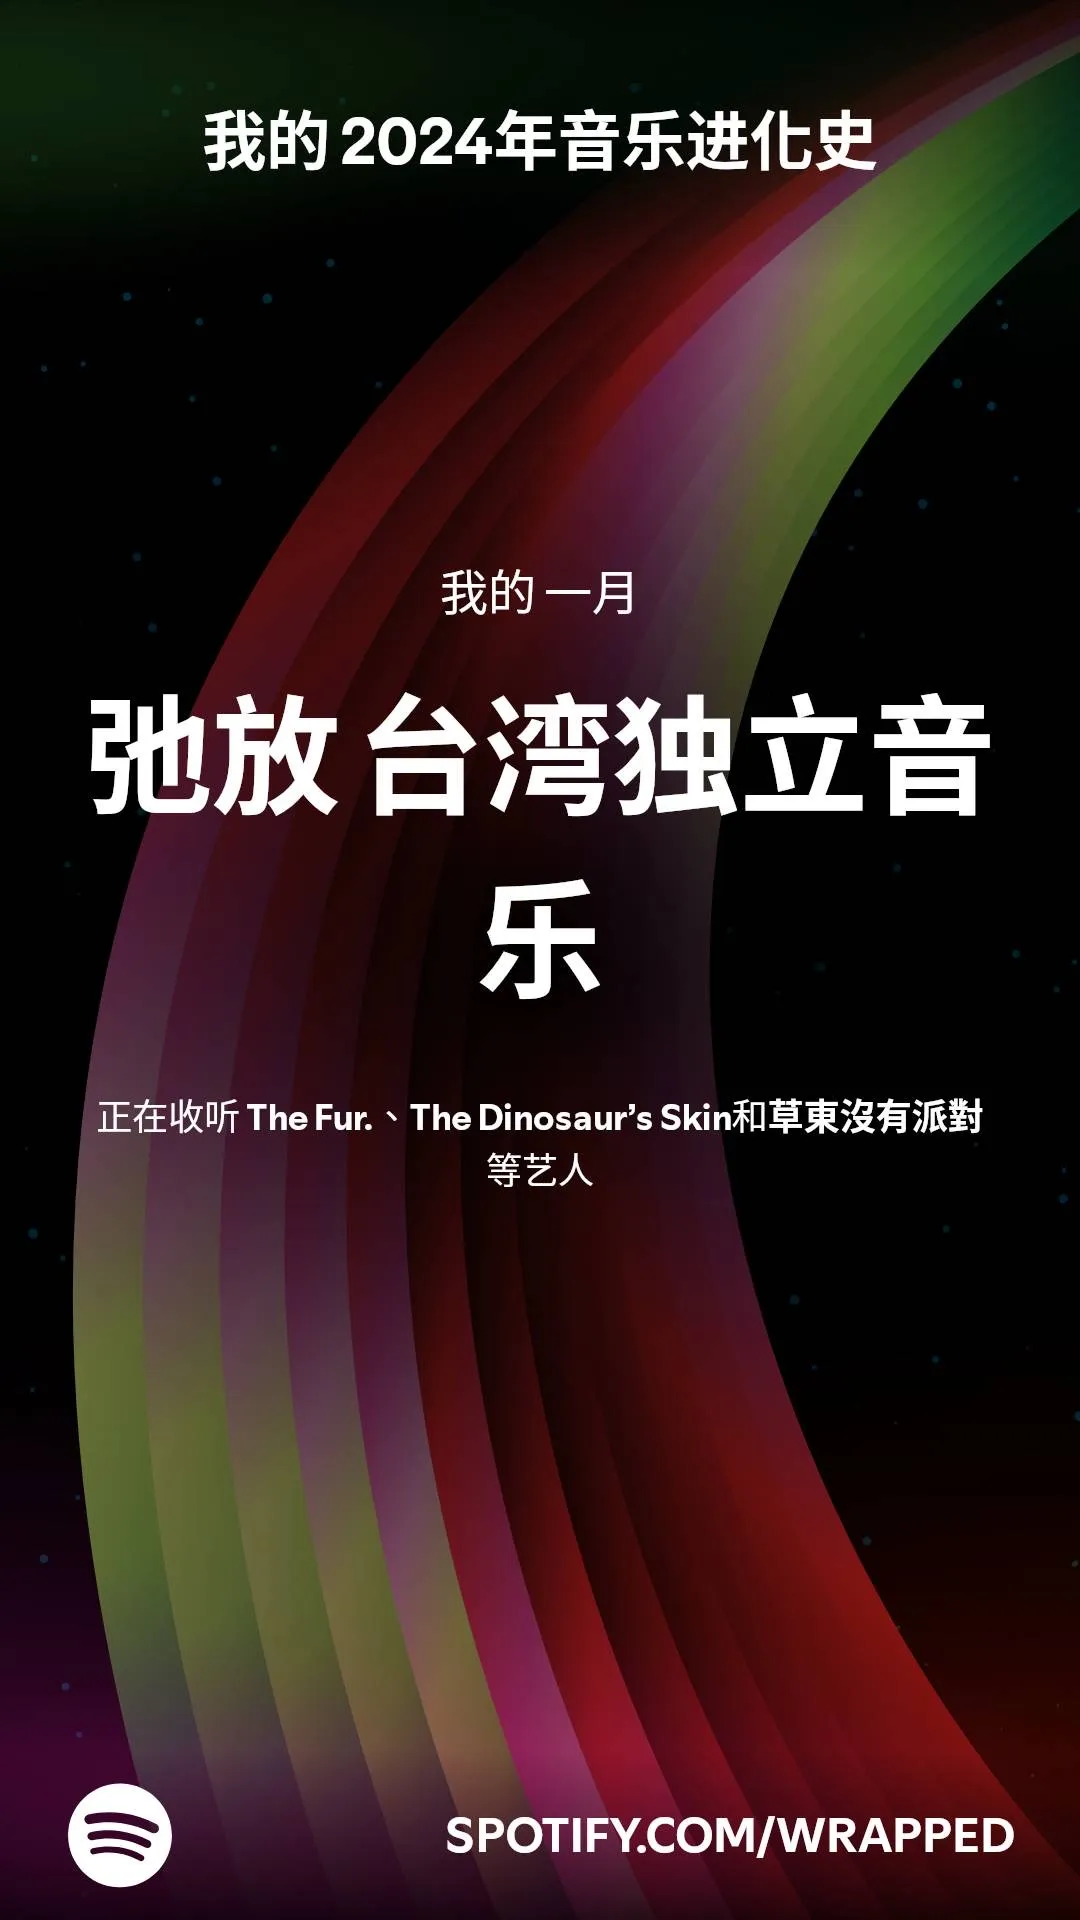 我的 2024年音乐进化史
我的 一月
弛放 台湾独立音
乐
正在收听 The Fur.、The Dinosaur’s Skin和草東沒有派對
等艺人
SPOTIFY.COM/WRAPPED